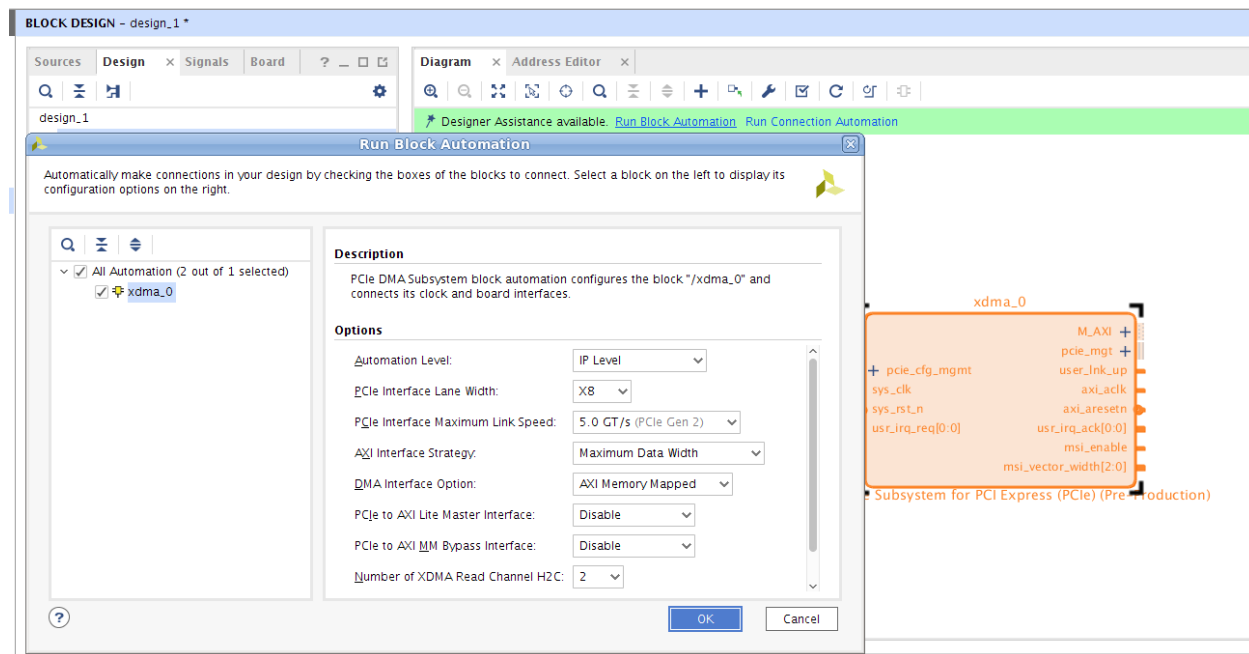 BLOCK DESIGN - design_1 *
Sources Design × Signals Board ?
Diagram × Address Editor ×
design_1
Designer Assistance available. Run Block Automation Run Connection Automation
Run Block Automation
Automatically make connections in your design by checking the boxes of the blocks to connect. Select a block on the left to display its
configuration options on the right.
All Automation (2 out of 1 selected)
xdma_0
Description
PCIe DMA Subsystem block automation configures the block "/xdma_0" and
connects its clock and board interfaces.
Options
Automation Level: IP Level
PCIe Interface Lane Width: X8
PCIe Interface Maximum Link Speed: 5.0 GT/s (PCIe Gen 2)
AXI Interface Strategy: Maximum Data Width
DMA Interface Option: AXI Memory Mapped
PCIe to AXI Lite Master Interface: Disable
PCIe to AXI MM Bypass Interface: Disable
Number of XDMA Read Channel H2C: 2
? OK Cancel
xdma_0
M_AXI
pcie_mgt
pcie_cfg_mgmt user_lnk_up
sys_clk axi_aclk
sys_rst_n axi_aresetn
usr_irq_req[0:0] usr_irq_ack[0:0]
msi_enable
msi_vector_width[2:0]
Subsystem for PCI Express (PCIe) (Pre-Production)